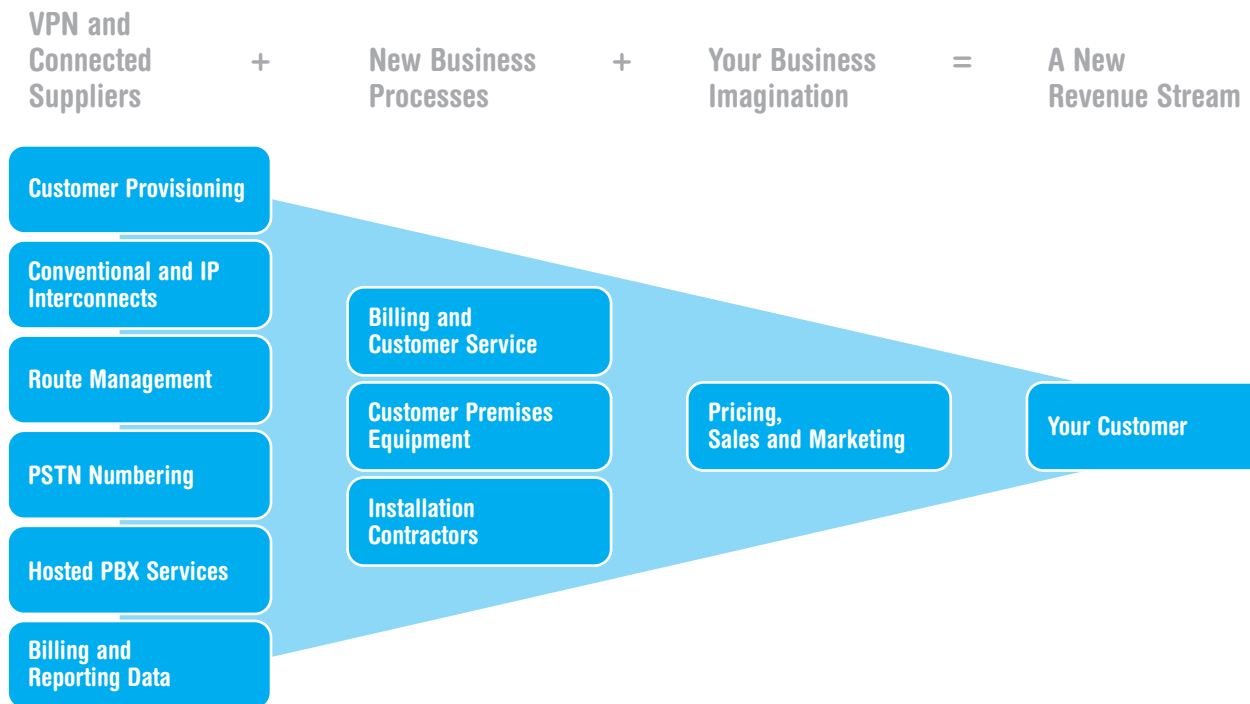 VPN and
Connected
Suppliers
+
New Business
Processes
+
Your Business
Imagination
=
A New
Revenue Stream
Customer Provisioning
Conventional and IP
Interconnects
Route Management
PSTN Numbering
Hosted PBX Services
Billing and
Reporting Data
Billing and
Customer Service
Customer Premises
Equipment
Installation
Contractors
Pricing,
Sales and Marketing
Your Customer